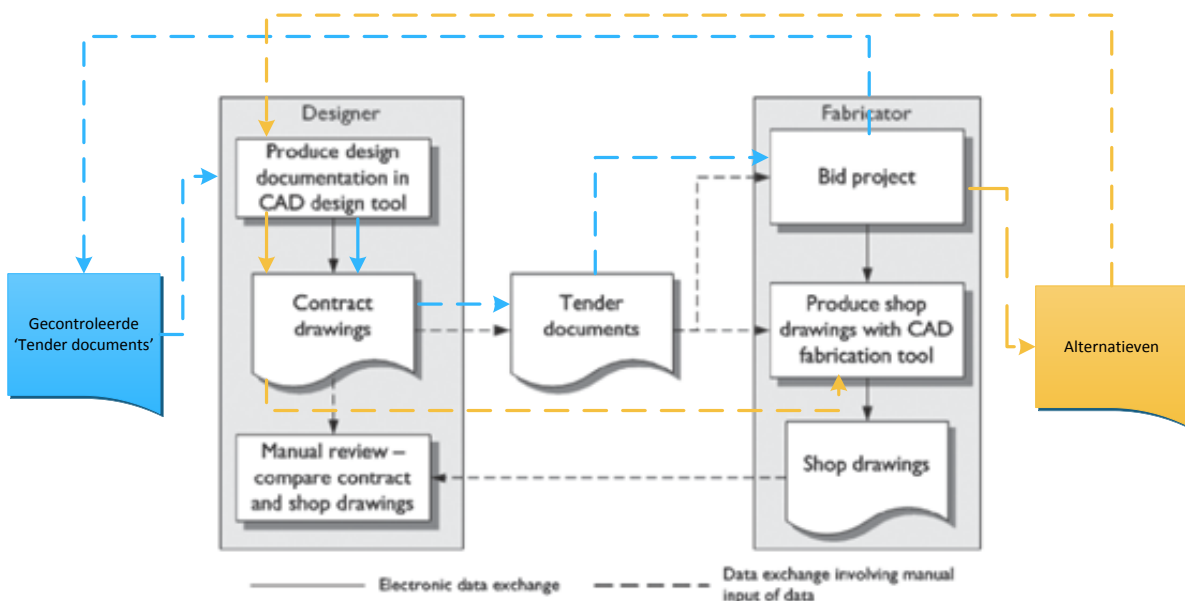 Designer
Produce design
documentation in
CAD design tool
Contract
drawings
Manual review –
compare contract
and shop drawings
Tender
documents
Fabricator
Bid project
Produce shop
drawings with CAD
fabrication tool
Shop drawings
Gecontroleerde
‘Tender documents’
Alternatieven
Electronic data exchange
Data exchange involving manual
input of data